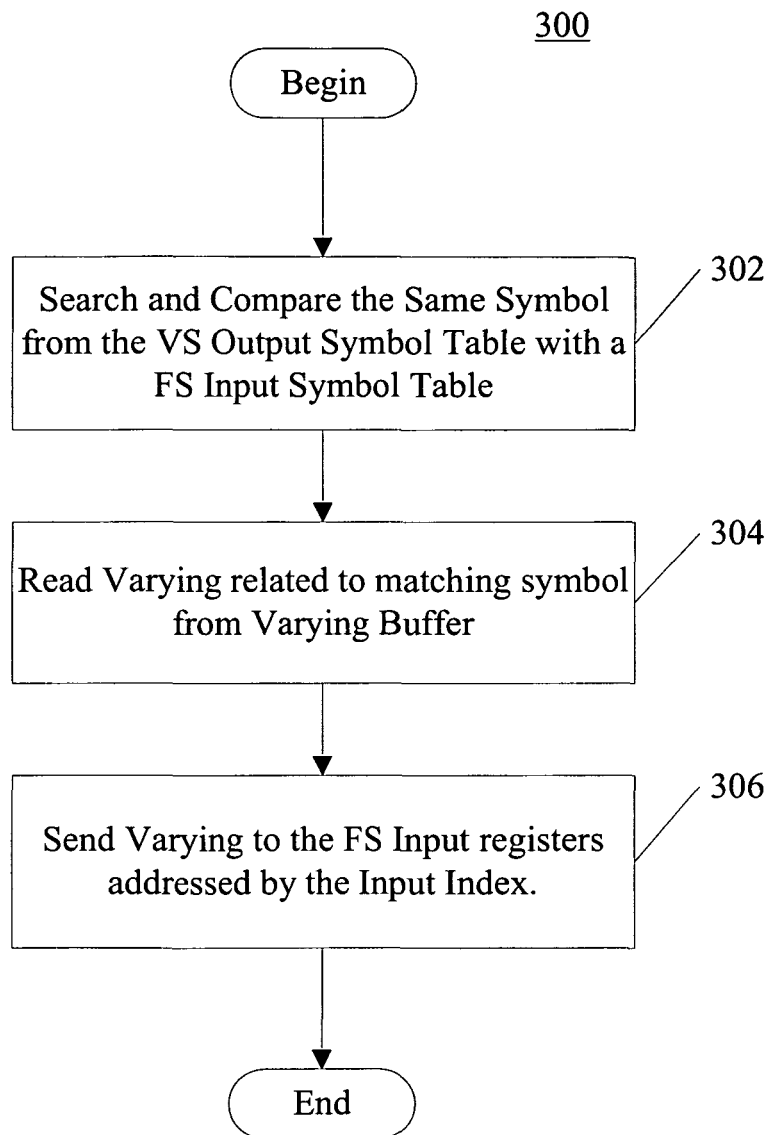 300
Begin
302
Search and Compare the Same Symbol
from the VS Output Symbol Table with a
FS Input Symbol Table
304
Read Varying related to matching symbol
from Varying Buffer
306
Send Varying to the FS Input registers
addressed by the Input Index.
End